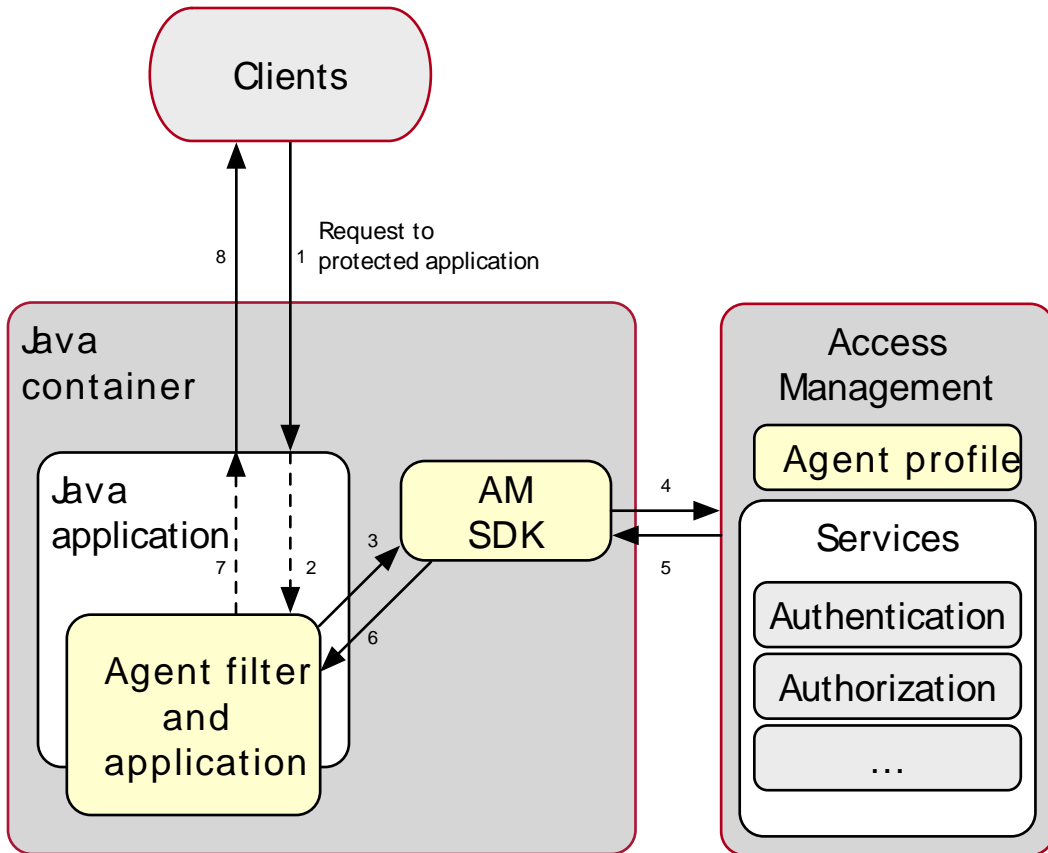 Clients
8
1
Request to
protected application
Java
container
Java
application
7
2
3
6
AM
SDK
4
5
Agent filter
and
application
Access
Management
Agent profile
Services
Authentication
Authorization
...